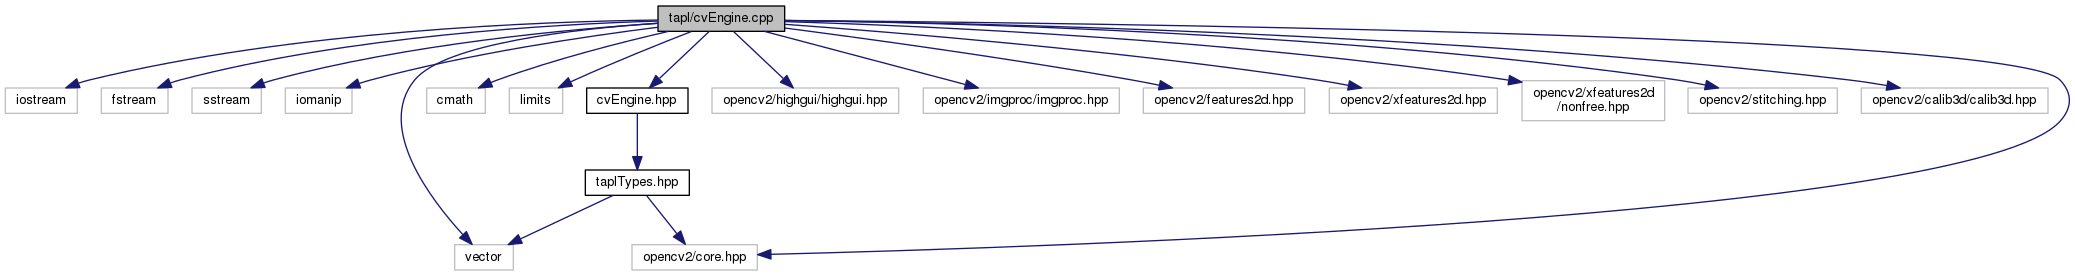 tapl/cvEngine.cpp
iostream
fstream
sstream
iomanip
cmath
limits
cvEngine.hpp
opencv2/highgui/highgui.hpp
opencv2/imgproc/imgproc.hpp
opencv2/features2d.hpp
opencv2/xfeatures2d.hpp
opencv2/xfeatures2d
/nonfree.hpp
opencv2/stitching.hpp
opencv2/calib3d/calib3d.hpp
taplTypes.hpp
vector
opencv2/core.hpp